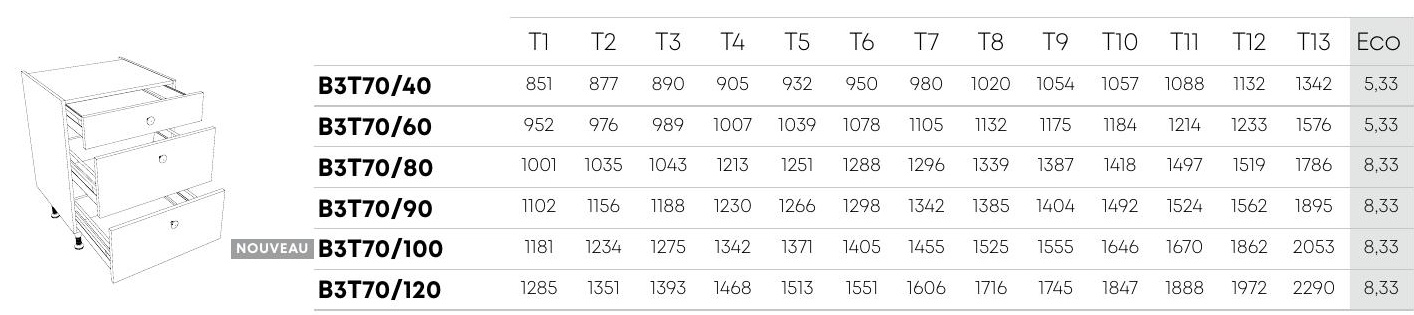 T1 T2 T3 T4 T5 T6 T7 T8 T9 T10 T11 T12 T13 Eco
B3T70/40 851 877 890 905 932 950 980 1020 1054 1057 1088 1132 1342 5,33
B3T70/60 952 976 989 1007 1039 1078 1105 1132 1175 1184 1214 1233 1576 5,33
B3T70/80 1001 1035 1043 1213 1251 1288 1296 1339 1387 1418 1497 1519 1786 8,33
B3T70/90 1102 1156 1188 1230 1266 1298 1342 1385 1404 1492 1524 1562 1895 8,33
NOUVEAU B3T70/100 1181 1234 1275 1342 1371 1405 1455 1525 1555 1646 1670 1862 2053 8,33
B3T70/120 1285 1351 1393 1468 1513 1551 1606 1716 1745 1847 1888 1972 2290 8,33